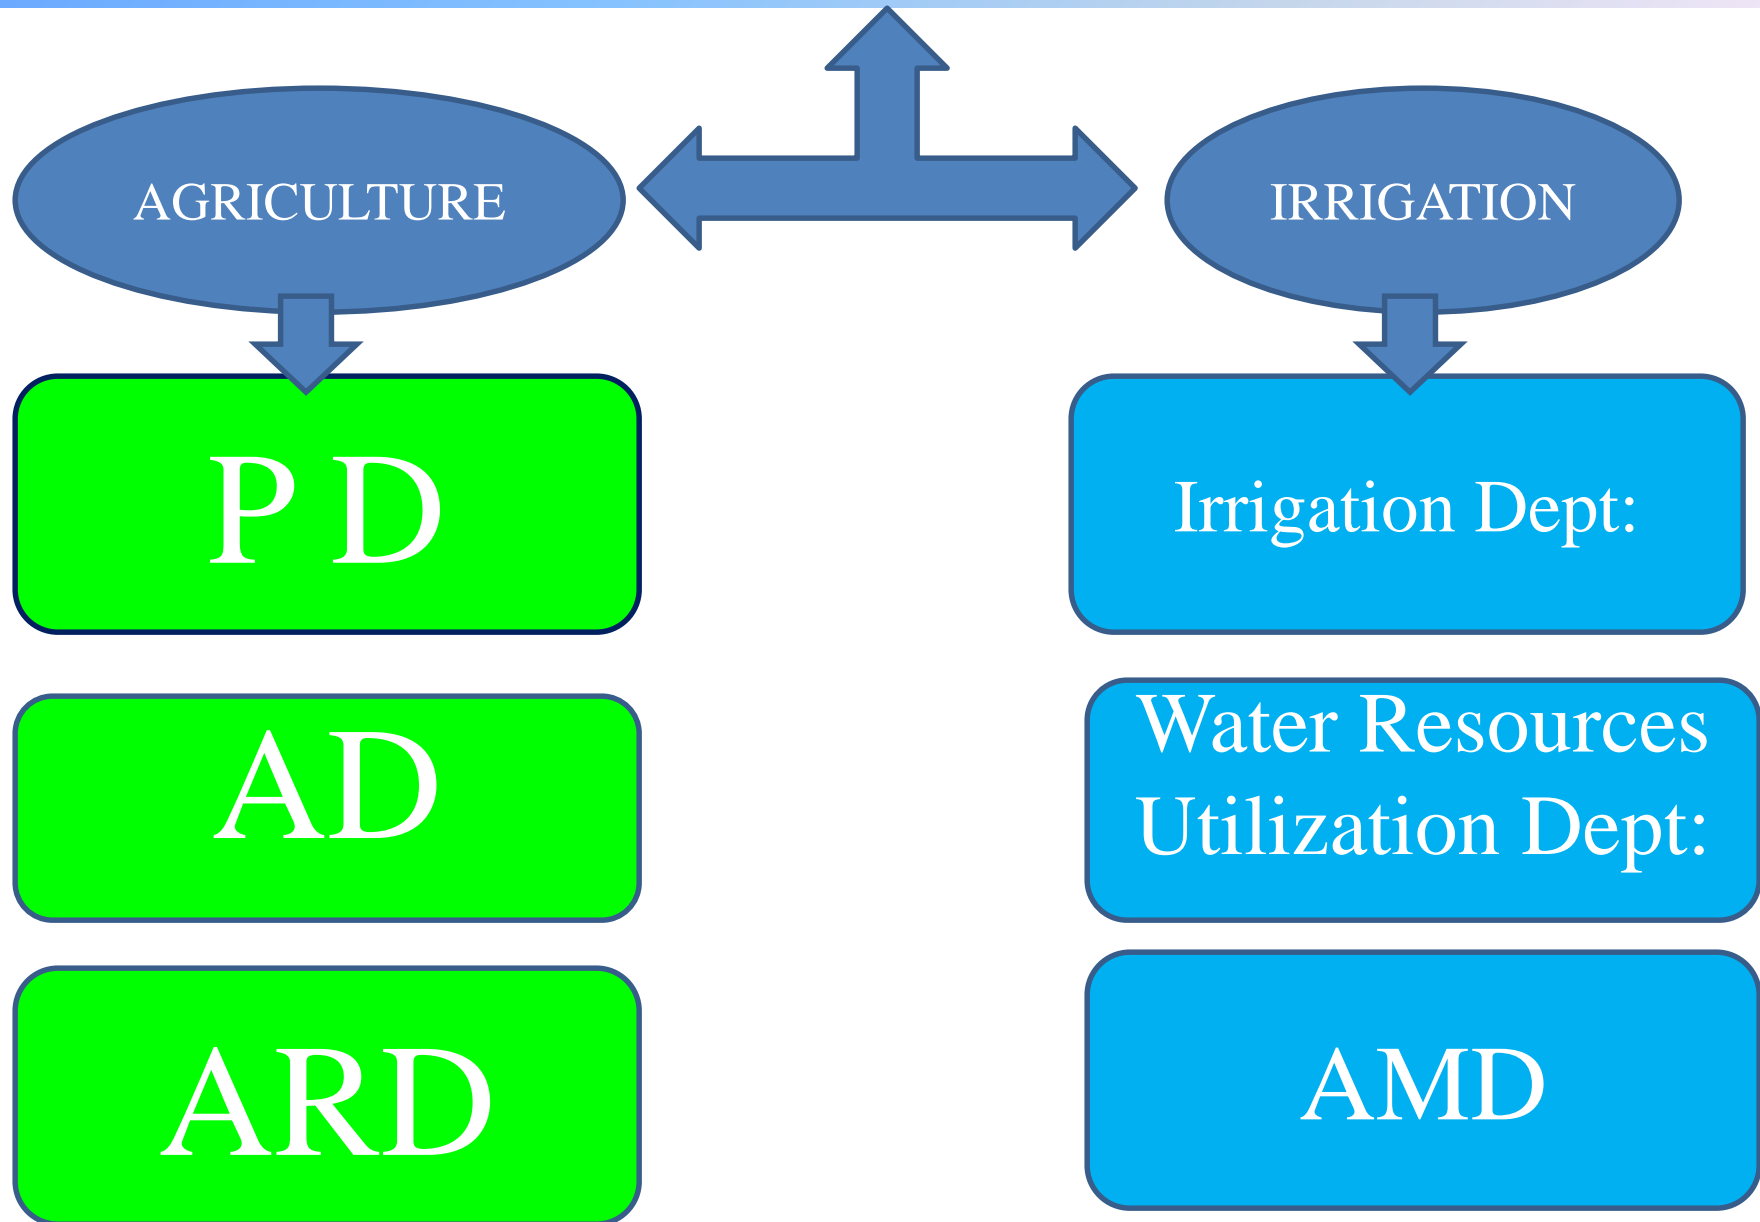 AGRICULTURE
IRRIGATION
P D
Irrigation Dept:
AD
Water Resources
Utilization Dept:
ARD
AMD